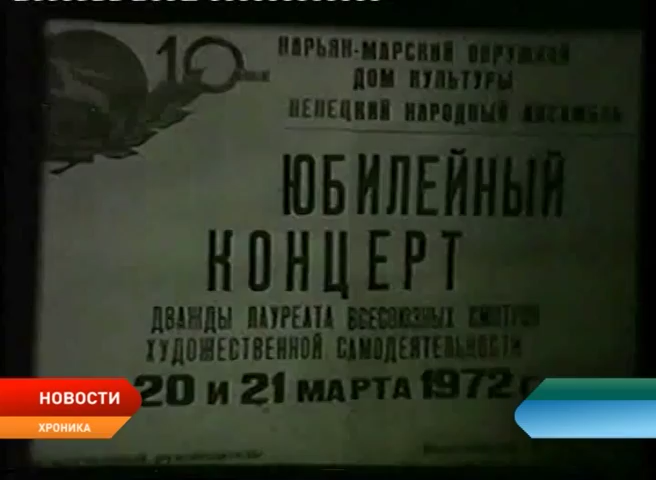 10
НАРЬЯН-МАРСКИЙ ОКРУЖНОЙ
ДОМ КУЛЬТУРЫ
НЕНЕЦКИЙ НАРОДНЫЙ АНСАМБЛЬ
ЮБИЛЕЙНЫЙ
КОНЦЕРТ
ДВАЖДЫ ЛАУРЕАТА ВСЕСОЮЗНЫХ СМОТРОВ
ХУДОЖЕСТВЕННОЙ САМОДЕЯТЕЛЬНОСТИ
20 И 21 МАРТА 1972 г
НОВОСТИ
ХРОНИКА
руководитель